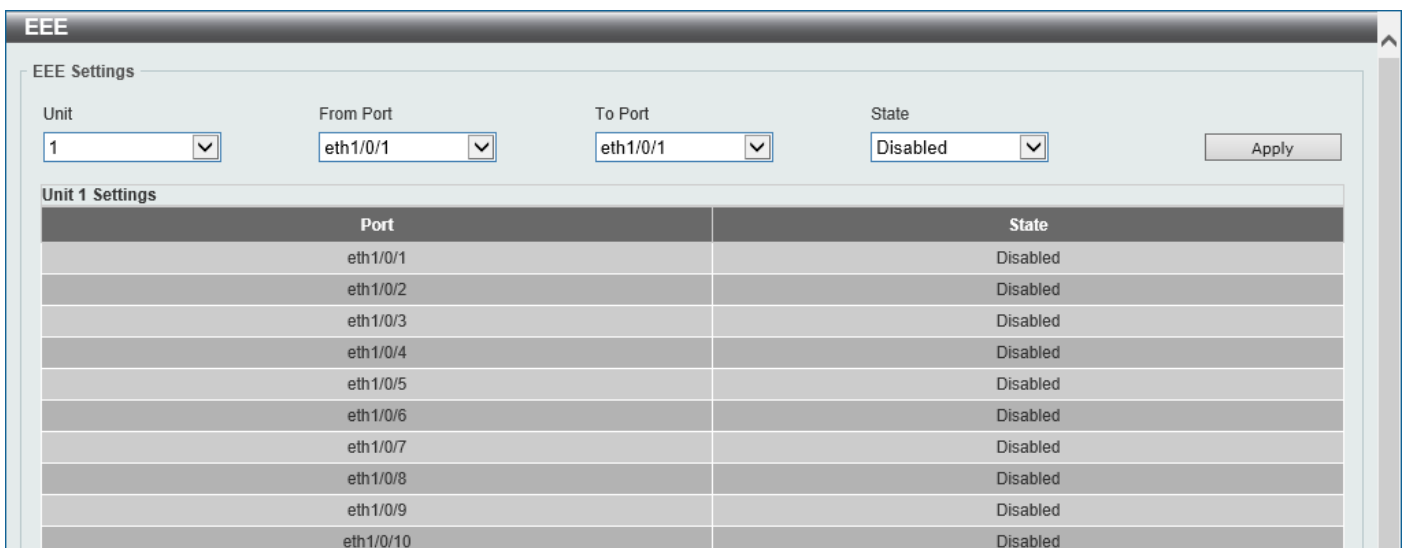 EEE
EEE Settings
Unit From Port To Port State
1 eth1/0/1 eth1/0/1 Disabled Apply
Unit 1 Settings
Port State
eth1/0/1 Disabled
eth1/0/2 Disabled
eth1/0/3 Disabled
eth1/0/4 Disabled
eth1/0/5 Disabled
eth1/0/6 Disabled
eth1/0/7 Disabled
eth1/0/8 Disabled
eth1/0/9 Disabled
eth1/0/10 Disabled